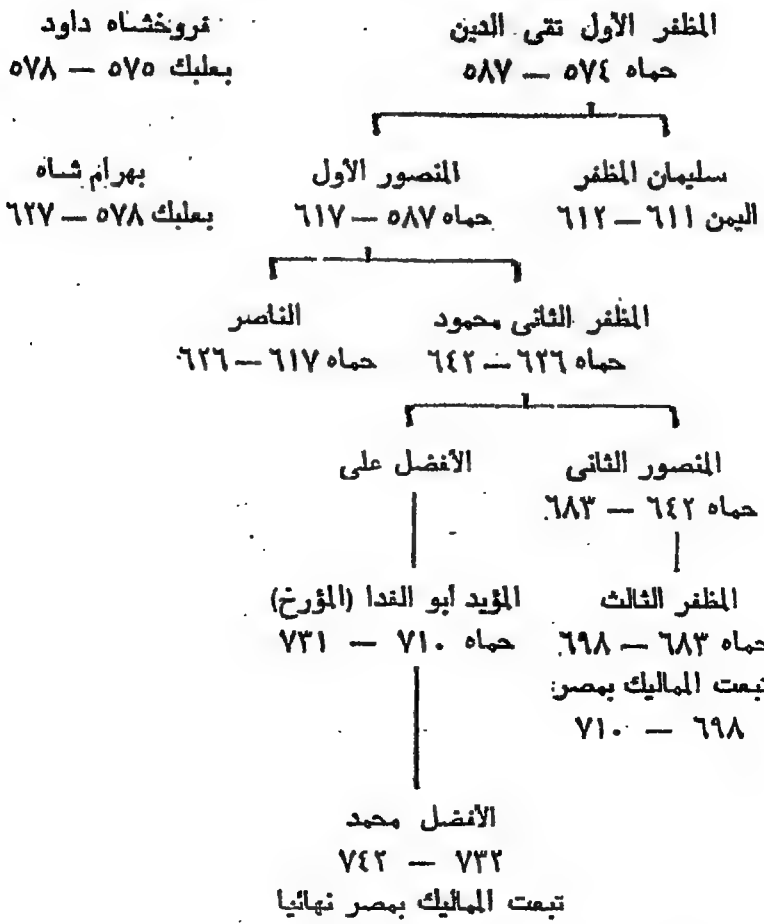 المظفر الأول تقى الدين
حماه ٥٧٤ — ٥٨٧
فروخشاه داود
بعلبك ٥٧٥ — ٥٧٨
سليمان المظفر
اليمن ٦١١ — ٦١٢
المنصور الأول
حماه ٥٨٧ — ٦١٧
بهرام شاه
بعلبك ٥٧٨ — ٦٢٧
المظفر الثانى محمود
حماه ٦٢٦ — ٦٤٢
الناصر
حماه ٦١٧ — ٦٢٦
المنصور الثانى
حماه ٦٤٢ — ٦٨٣
الأفضل على
المظفر الثالث
حماه ٦٨٣ — ٦٩٨
تبعت المماليك بمصر
٦٩٨ — ٧١٠
المؤيد أبو الفدا (المؤرخ)
حماه ٧١٠ — ٧٣١
الأفضل محمد
٧٣٢ — ٧٤٢
تبعت المماليك بمصر نهائيا